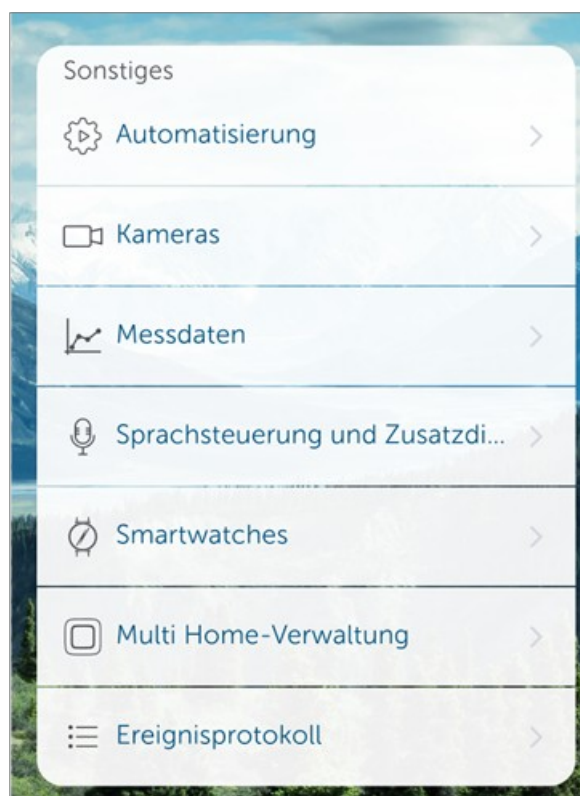 Sonstiges
Automatisierung
Kameras
Messdaten
Sprachsteuerung und Zusatzdi...
Smartwatches
Multi Home-Verwaltung
Ereignisprotokoll